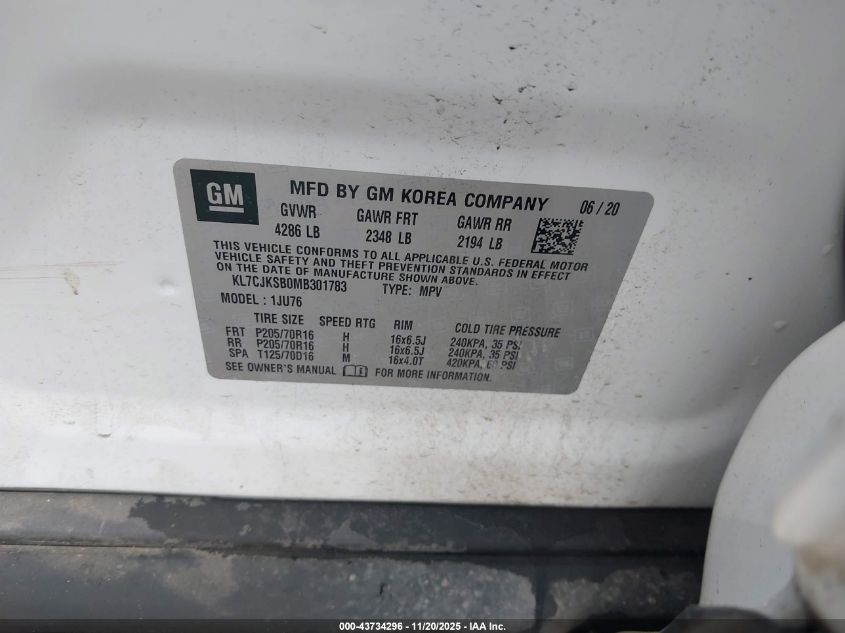 GM
MFD BY GM KOREA COMPANY 06 / 20
GVWR GAWR FRT GAWR RR
4286 LB 2348 LB 2194 LB
THIS VEHICLE CONFORMS TO ALL APPLICABLE U.S. FEDERAL MOTOR
VEHICLE SAFETY AND THEFT PREVENTION STANDARDS IN EFFECT
ON THE DATE OF MANUFACTURE SHOWN ABOVE.
KL7CJKSB0MB301783 TYPE: MPV
MODEL : 1JU76
TIRE SIZE SPEED RTG RIM COLD TIRE PRESSURE
FRT P205/70R16 H 16x6.5J 240KPA, 35 PSI
RR P205/70R16 H 16x6.5J 240KPA, 35 PSI
SPA T125/70D16 M 16x4.0T 420KPA, 60 PSI
SEE OWNER'S MANUAL FOR MORE INFORMATION.
000-43734296 - 11/20/2025 - IAA Inc.